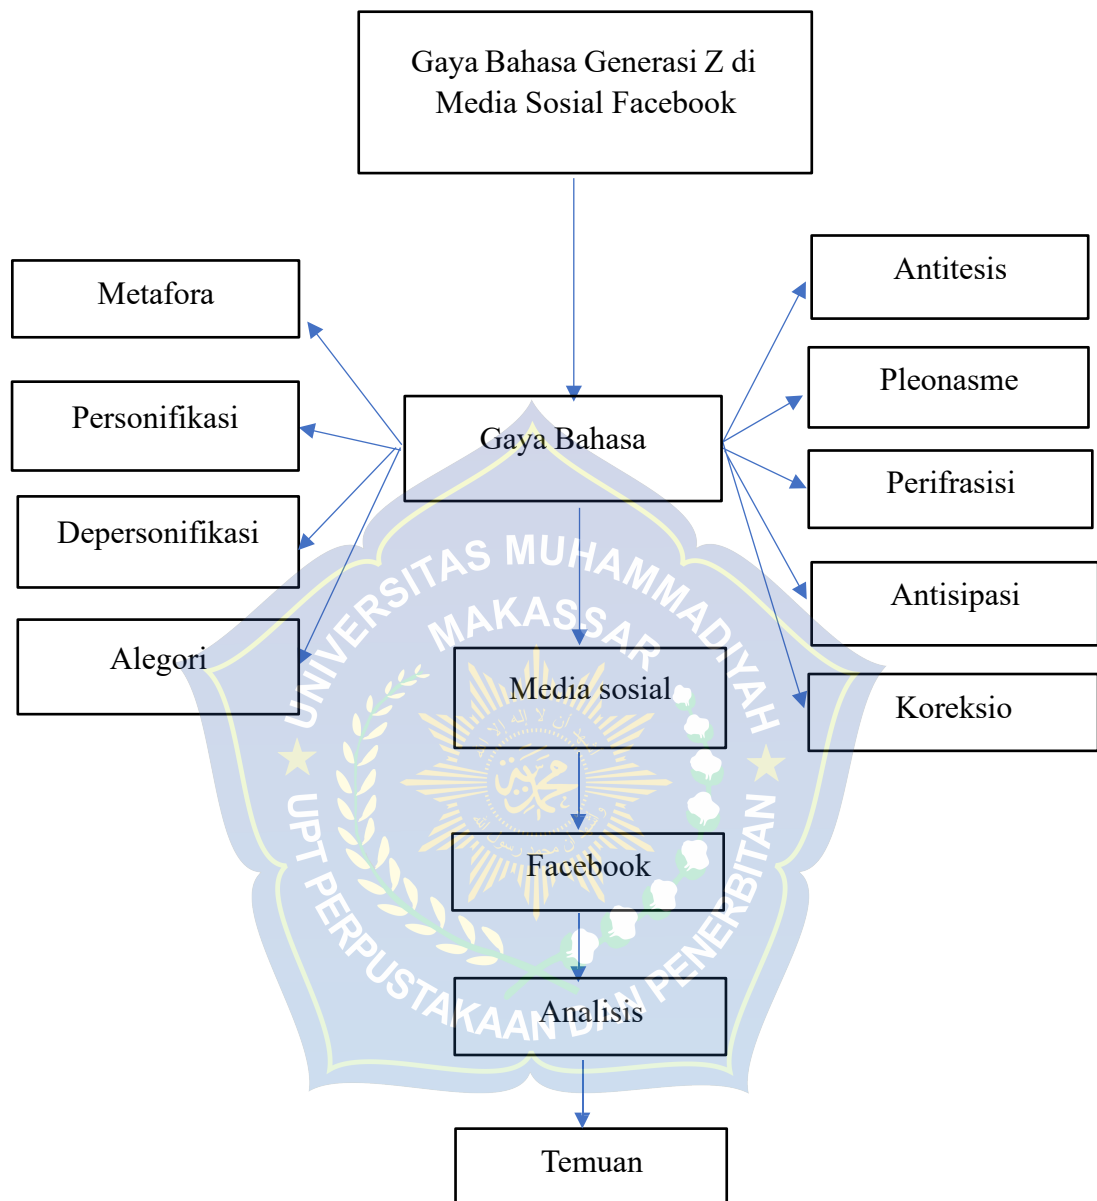 Gaya Bahasa Generasi Z di
Media Sosial Facebook
Metafora
Personifikasi
Depersonifikasi
Alegori
Gaya Bahasa
Antitesis
Pleonasme
Perifrasisi
Antisipasi
Koreksio
Media sosial
Facebook
Analisis
Temuan
UNIVERSITAS MUHAMMADIYAH
MAKASSAR
UPT PERPUSTAKAAN DAN PENERBITAN
محمد